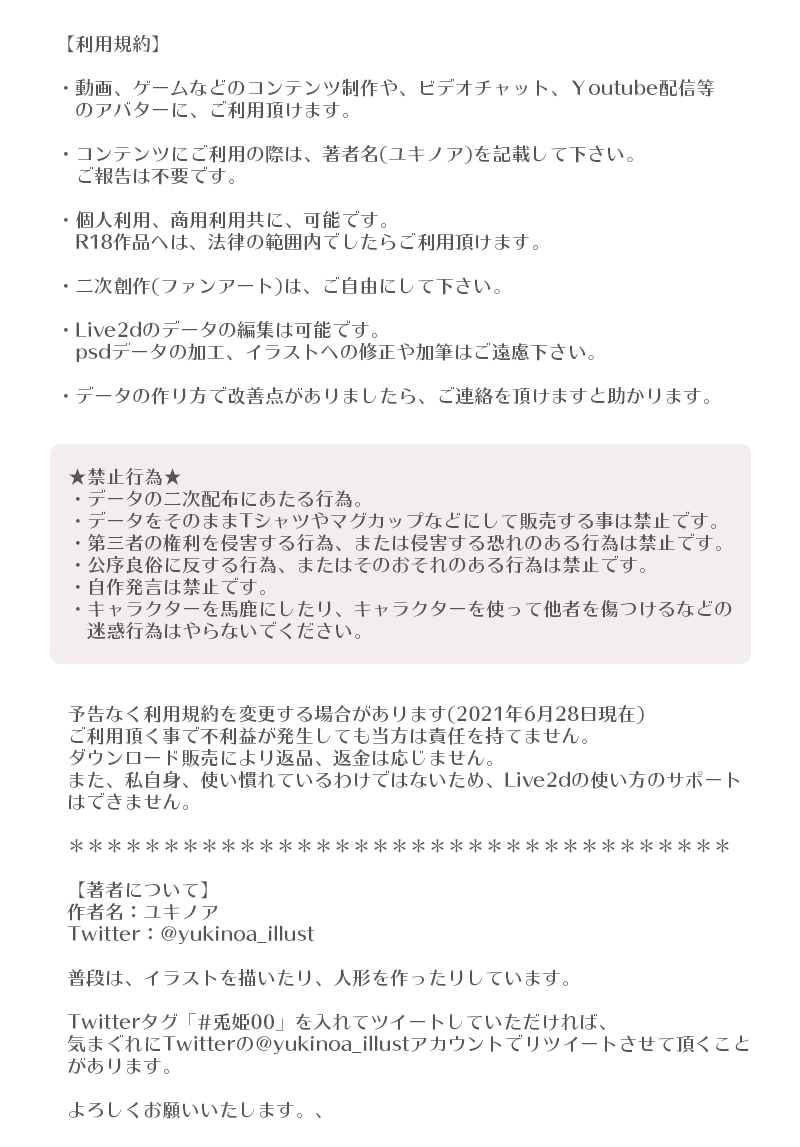 【利用規約】
・動画、ゲームなどのコンテンツ制作や、ビデオチャット、Youtube配信等
のアバターに、ご利用頂けます。
・コンテンツにご利用の際は、著者名(ユキノア)を記載して下さい。
ご報告は不要です。
・個人利用、商用利用共に、可能です。
R18作品へは、法律の範囲内でしたらご利用頂けます。
・二次創作(ファンアート)は、ご自由にして下さい。
・Live2dのデータの編集は可能です。
psdデータの加工、イラストへの修正や加筆はご遠慮下さい。
・データの作り方で改善点がありましたら、ご連絡を頂けますと助かります。
★禁止行為★
・データの二次配布にあたる行為。
・データをそのままTシャツやマグカップなどにして販売する事は禁止です。
・第三者の権利を侵害する行為、または侵害する恐れのある行為は禁止です。
・公序良俗に反する行為、またはそのおそれのある行為は禁止です。
・自作発言は禁止です。
・キャラクターを馬鹿にしたり、キャラクターを使って他者を傷つけるなどの
迷惑行為はやらないでください。
予告なく利用規約を変更する場合があります(2021年6月28日現在)
ご利用頂く事で不利益が発生しても当方は責任を持てません。
ダウンロード販売により返品、返金は応じません。
また、私自身、使い慣れているわけではないため、Live2dの使い方のサポート
はできません。
＊＊＊＊＊＊＊＊＊＊＊＊＊＊＊＊＊＊＊＊＊＊＊＊＊＊＊＊＊＊＊＊＊＊＊
【著者について】
作者名：ユキノア
Twitter：@yukinoa_illust
普段は、イラストを描いたり、人形を作ったりしています。
Twitterタグ「#兎姫00」を入れてツイートしていただければ、
気まぐれにTwitterの@yukinoa_illustアカウントでリツイートさせて頂くこと
があります。
よろしくお願いいたします。、